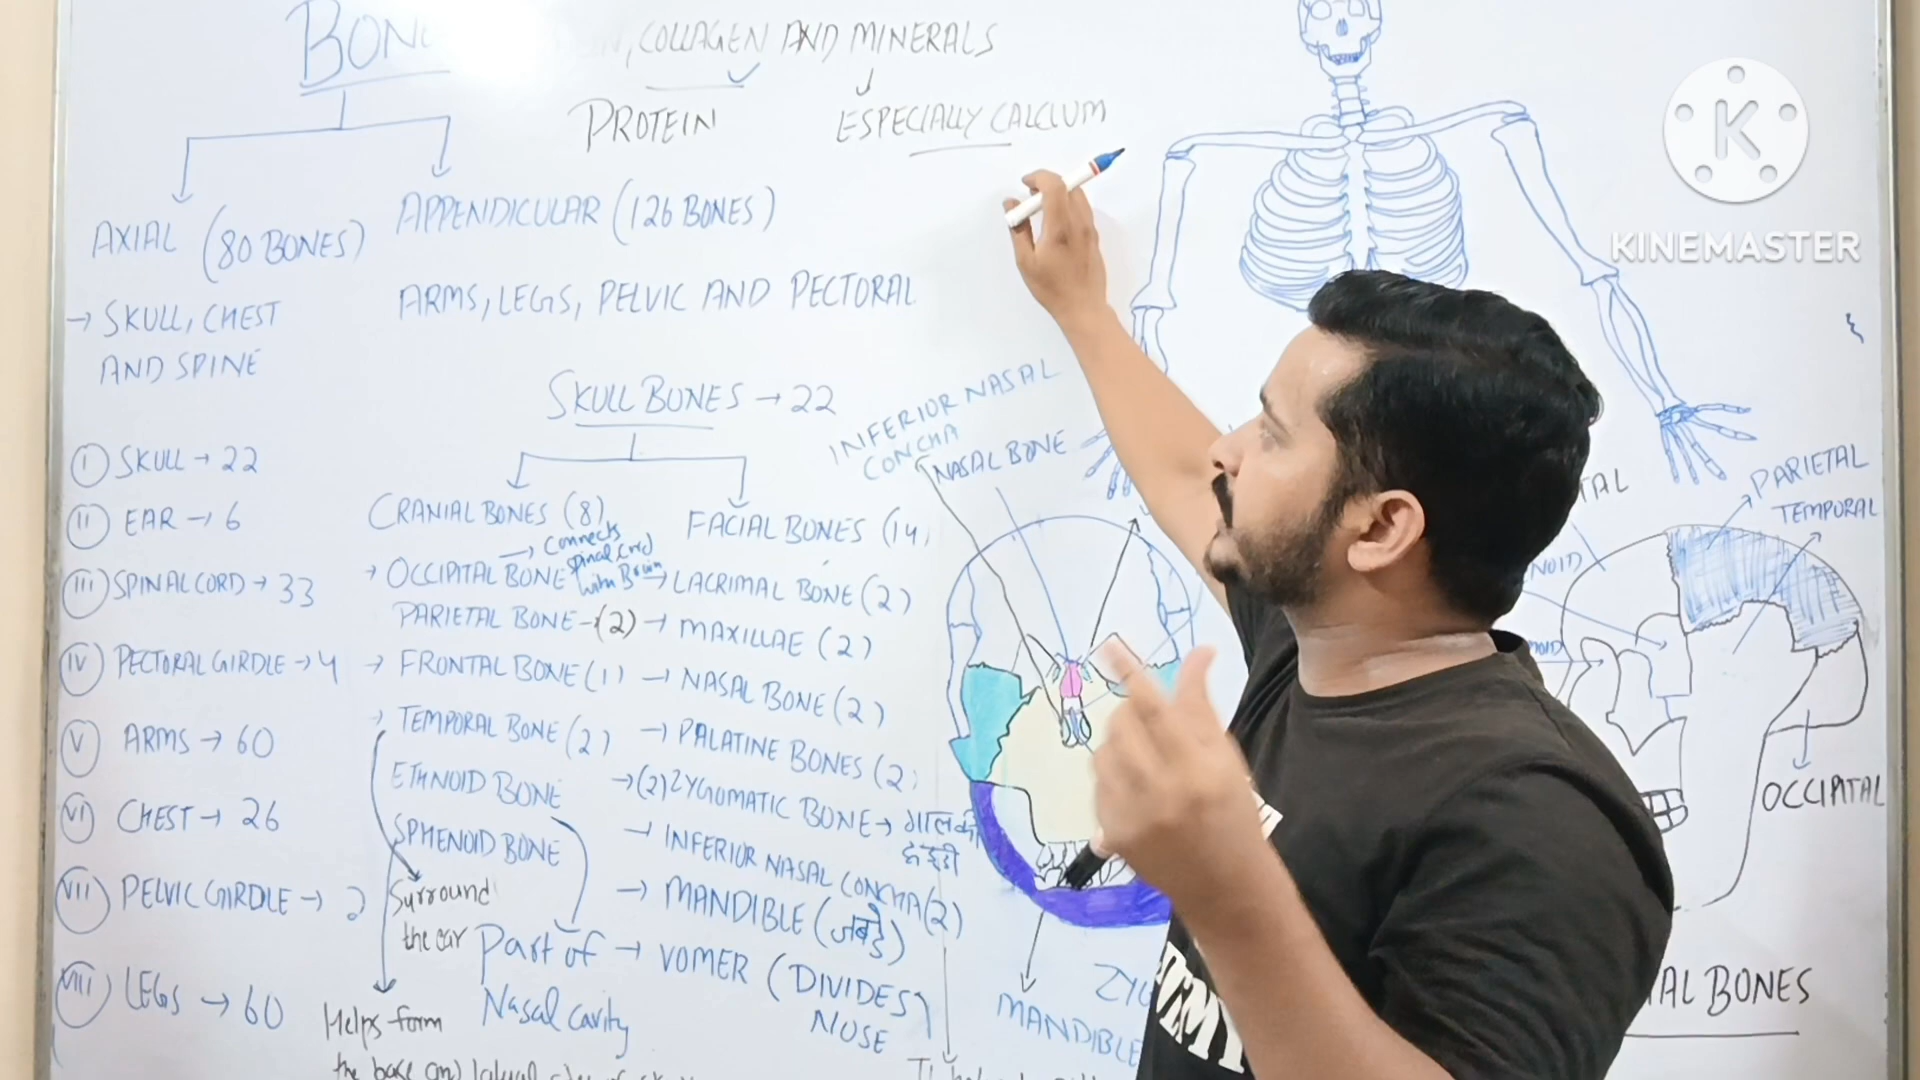 COLLAGEN AND MINERALS
PROTEIN
ESPECIALLY CALCIUM
AXIAL (80 BONES)
APPENDICULAR (126 BONES)
→ SKULL, CHEST
AND SPINE
ARMS, LEGS, PELVIC AND PECTORAL
SKULL BONES → 22
I SKULL → 22
II EAR → 6
III SPINAL CORD → 33
IV PECTORAL GIRDLE → 4
V ARMS → 60
VI CHEST → 26
VII PELVIC GIRDLE → 2
VIII LEGS → 60
CRANIAL BONES (8)
→ OCCIPITAL BONE → Connects
spinal Cord
with Brain
PARIETAL BONE → (2)
→ FRONTAL BONE (1)
→ TEMPORAL BONE (2)
ETHNOID BONE
SPHENOID BONE
Surround
the ear
Part of
Nasal cavity
Helps form
the base and
FACIAL BONES (14
→ LACRIMAL BONE (2)
→ MAXILLAE (2)
→ NASAL BONE (2)
→ PALATINE BONES (2)
→ (2) ZYGOMATIC BONE → गाल की
हड्डी
→ INFERIOR NASAL CONCHA (2)
→ MANDIBLE (जबड़े)
→ VOMER (DIVIDES
NOSE)
INFERIOR NASAL
CONCHA
NASAL BONE
MANDIBLE
PARIETAL
TEMPORAL
OCCIPITAL
BONES
K
KINEMASTER